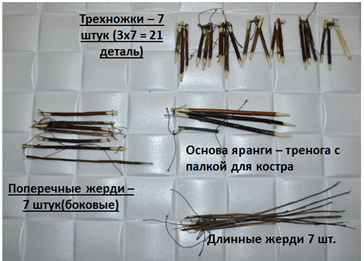 Трехножки – 7
штук (3х7 = 21
деталь)
Основа яранги – тренога с
палкой для костра
Поперечные жерди –
7 штук(боковые)
Длинные жерди 7 шт.